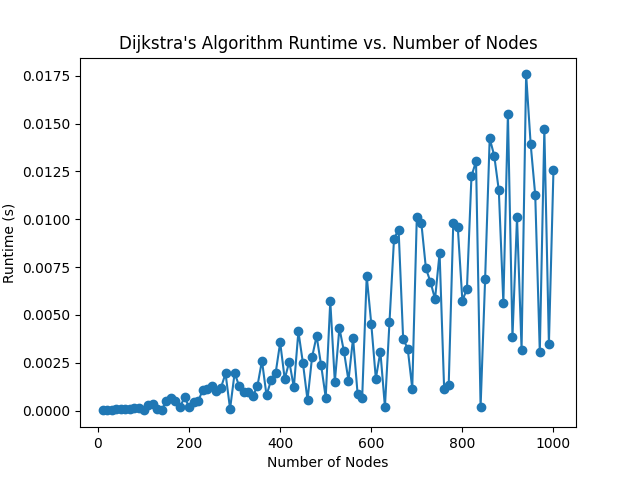 Dijkstra's Algorithm Runtime vs. Number of Nodes
0.0175
0.0150
0.0125
0.0100
0.0075
0.0050
0.0025
0.0000
Runtime (s)
0 200 400 600 800 1000
Number of Nodes